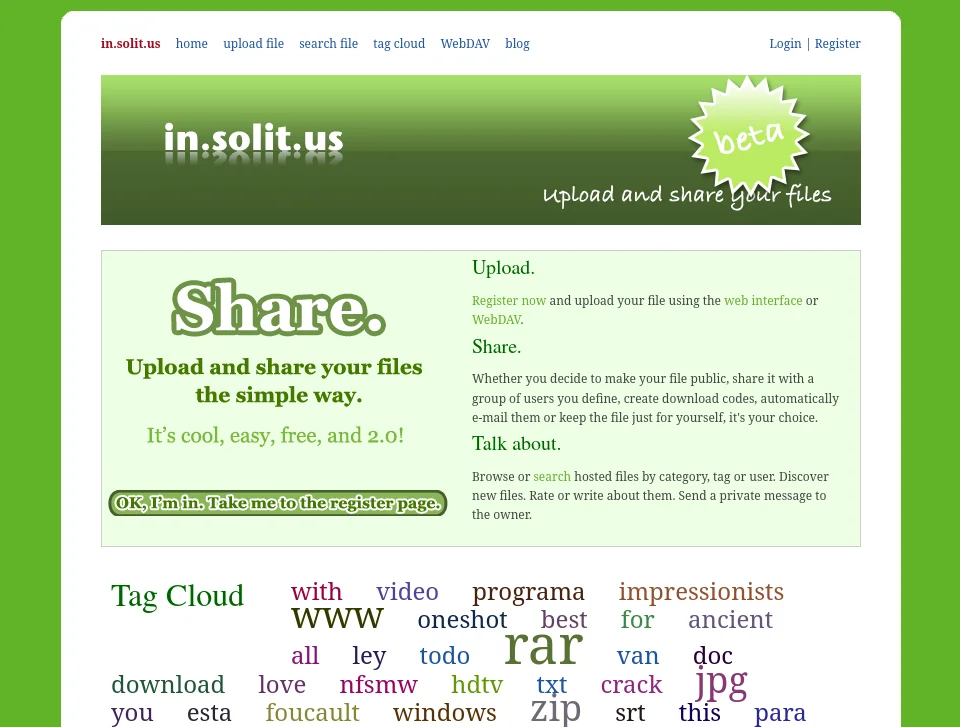 in.solit.us home upload file search file tag cloud WebDAV blog Login | Register
in.solit.us
beta
Upload and share your files
Share.
Upload and share your files
the simple way.
It's cool, easy, free, and 2.0!
OK, I'm in. Take me to the register page.
Upload.
Register now and upload your file using the web interface or
WebDAV.
Share.
Whether you decide to make your file public, share it with a
group of users you define, create download codes, automatically
e-mail them or keep the file just for yourself, it's your choice.
Talk about.
Browse or search hosted files by category, tag or user. Discover
new files. Rate or write about them. Send a private message to
the owner.
Tag Cloud
with video programa impressionists
www oneshot best for ancient
all ley todo rar van doc
download love nfsmw hdtv txt crack jpg
you esta foucault windows zip srt this para